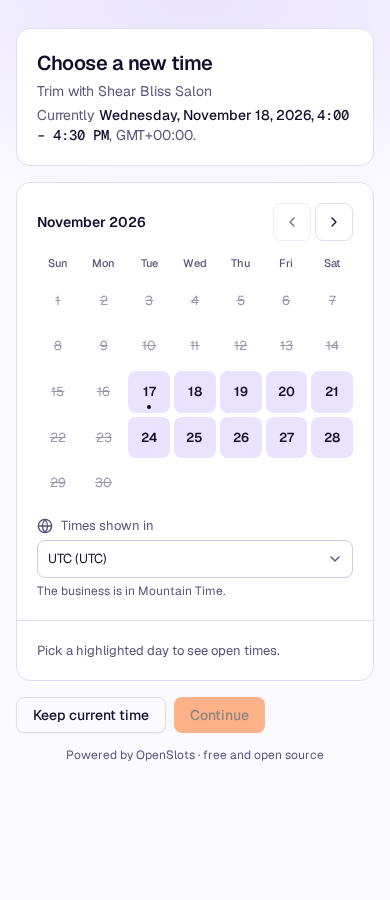 Choose a new time
Trim with Shear Bliss Salon
Currently Wednesday, November 18, 2026, 4:00
– 4:30 PM, GMT+00:00.
November 2026
Sun Mon Tue Wed Thu Fri Sat
1 2 3 4 5 6 7
8 9 10 11 12 13 14
15 16 17 18 19 20 21
22 23 24 25 26 27 28
29 30
Times shown in
UTC (UTC)
The business is in Mountain Time.
Pick a highlighted day to see open times.
Keep current time Continue
Powered by OpenSlots · free and open source